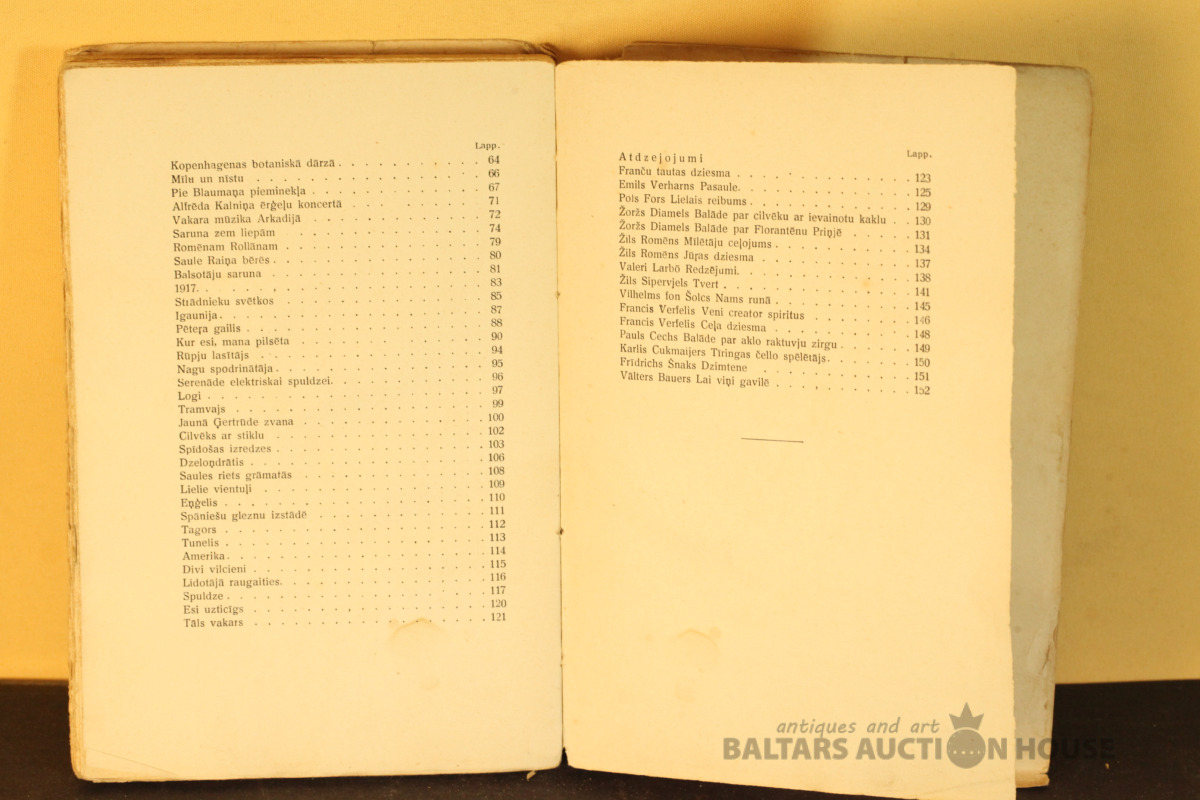 Lapp.
Kopenhagenas botaniskā dārzā . . . . . . . . . . . 64
Mīlu un nīstu . . . . . . . . . . . . . . . . 66
Pie Blaumaņa pieminekļa . . . . . . . . . . . . 67
Alfrēda Kalniņa ērģeļu koncertā . . . . . . . . . . 71
Vakara mūzika Arkadijā . . . . . . . . . . . . 72
Saruna zem liepām . . . . . . . . . . . . . . 74
Romēnam Rollānam . . . . . . . . . . . . . . 79
Saule Raiņa bērēs . . . . . . . . . . . . . . . 80
Balsotāju saruna . . . . . . . . . . . . . . . 81
1917. . . . . . . . . . . . . . . . . . . . 83
Strādnieku svētkos . . . . . . . . . . . . . . 85
Igaunija . . . . . . . . . . . . . . . . . . 87
Pēteŗa gailis . . . . . . . . . . . . . . . . 88
Kur esi, mana pilsēta . . . . . . . . . . . . . 90
Rūpju lasītājs . . . . . . . . . . . . . . . . 94
Nagu spodrinātāja . . . . . . . . . . . . . . . 95
Serenāde elektriskai spuldzei. . . . . . . . . . . . 96
Logi . . . . . . . . . . . . . . . . . . . 97
Tramvajs . . . . . . . . . . . . . . . . . . 99
Jaunā Ģertrūde zvana . . . . . . . . . . . . . 100
Cilvēks ar stiklu . . . . . . . . . . . . . . . 102
Spīdošas izredzes . . . . . . . . . . . . . . . 103
Dzeloņdrātis . . . . . . . . . . . . . . . . 106
Saules riets grāmatās . . . . . . . . . . . . . 108
Lielie vientuļi . . . . . . . . . . . . . . . . 109
Eņģelis . . . . . . . . . . . . . . . . . . 110
Spāniešu gleznu izstādē . . . . . . . . . . . . 111
Tagors . . . . . . . . . . . . . . . . . . 112
Tunelis . . . . . . . . . . . . . . . . . . 113
Amerika . . . . . . . . . . . . . . . . . . 114
Divi vilcieni . . . . . . . . . . . . . . . . 115
Lidotājā raugaities. . . . . . . . . . . . . . . 116
Spuldze . . . . . . . . . . . . . . . . . . 117
Esi uzticīgs . . . . . . . . . . . . . . . . 120
Tāls vakars . . . . . . . . . . . . . . . . 121
Lapp.
Atdzejojumi
Franču tautas dziesma . . . . . . . . . . . . . 123
Emils Verharns Pasaule. . . . . . . . . . . . . 125
Pols Fors Lielais reibums . . . . . . . . . . . . 129
Žoržs Diamels Balāde par cilvēku ar ievainotu kaklu . . 130
Žoržs Diamels Balāde par Florantēnu Priņjē . . . . . 131
Žils Romēns Mīlētāju ceļojums . . . . . . . . . . 134
Žils Romēns Jūŗas dziesma . . . . . . . . . . . 137
Valeri Larbō Redzējumi. . . . . . . . . . . . . 138
Žils Sipervjels Tvert . . . . . . . . . . . . . . 141
Vilhelms fon Šolcs Nams runā . . . . . . . . . . 145
Francis Verfelis Veni creator spiritus . . . . . . . . 146
Francis Verfelis Ceļa dziesma . . . . . . . . . . 148
Pauls Cechs Balāde par aklo raktuvju zirgu . . . . . . 149
Karlis Cukmaijers Tīringas čello spēlētājs. . . . . . . 150
Frīdrichs Šnaks Dzimtene . . . . . . . . . . . . 151
Vālters Bauers Lai viņi gavilē . . . . . . . . . . 152
antiques and art
BALTARS AUCTION HOUSE